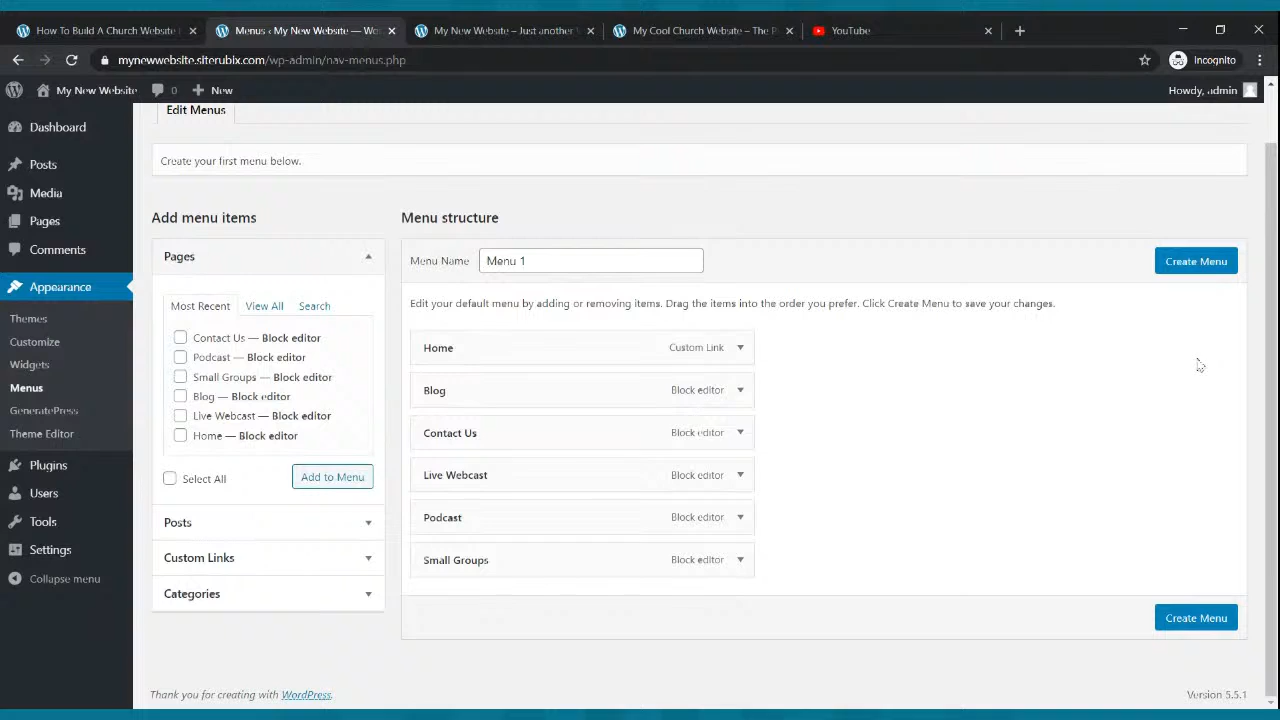 How To Build A Church Website
Menus ‹ My New Website — Wo
My New Website – Just another
My Cool Church Website – The P
YouTube
mynewwebsite.siterubix.com/wp-admin/nav-menus.php
Incognito
My New Website
0
New
Howdy, admin
Dashboard
Posts
Media
Pages
Comments
Appearance
Themes
Customize
Widgets
Menus
GeneratePress
Theme Editor
Plugins
Users
Tools
Settings
Collapse menu
Edit Menus
Create your first menu below.
Add menu items
Pages
Most Recent View All Search
Contact Us — Block editor
Podcast — Block editor
Small Groups — Block editor
Blog — Block editor
Live Webcast — Block editor
Home — Block editor
Select All
Add to Menu
Posts
Custom Links
Categories
Menu structure
Menu Name Menu 1
Create Menu
Edit your default menu by adding or removing items. Drag the items into the order you prefer. Click Create Menu to save your changes.
Home Custom Link
Blog Block editor
Contact Us Block editor
Live Webcast Block editor
Podcast Block editor
Small Groups Block editor
Create Menu
Thank you for creating with WordPress.
Version 5.5.1